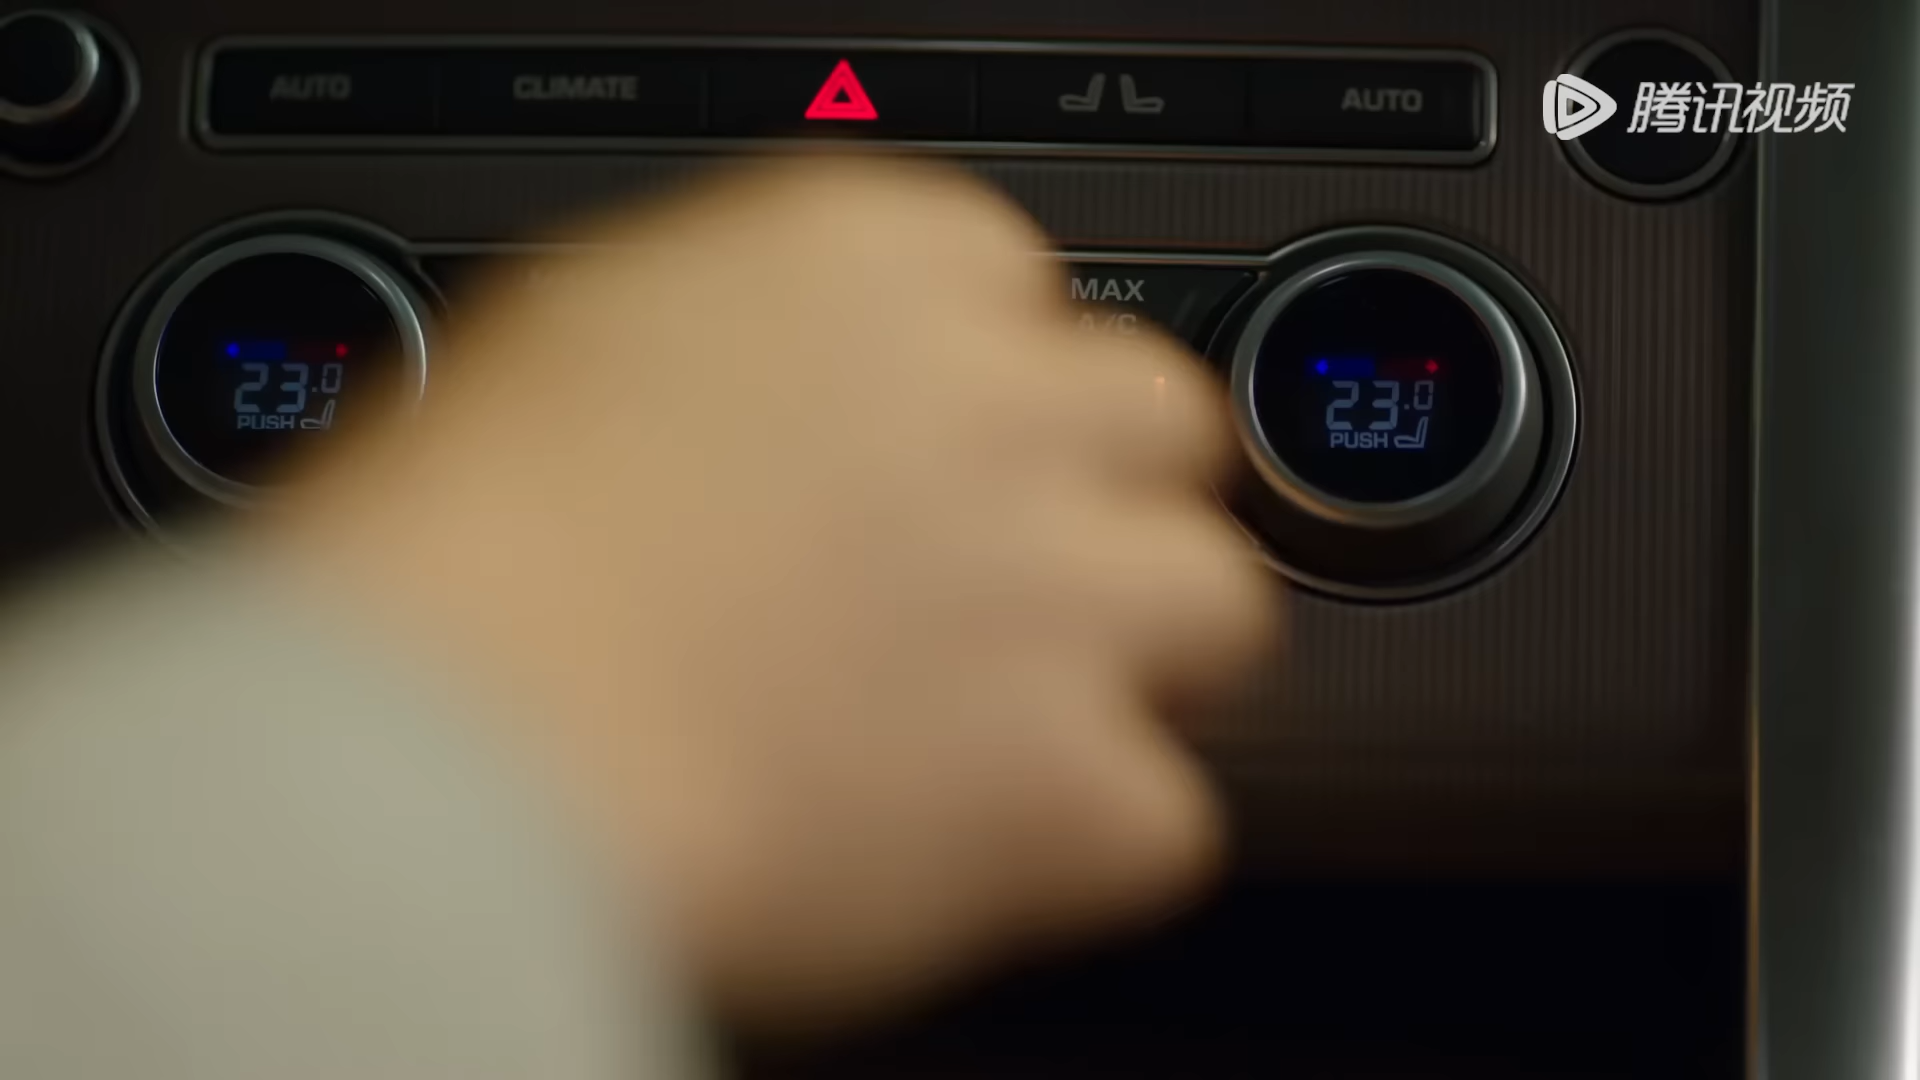 AUTO CLIMATE AUTO
腾讯视频
MAX
A/C
23.0
PUSH
23.0
PUSH